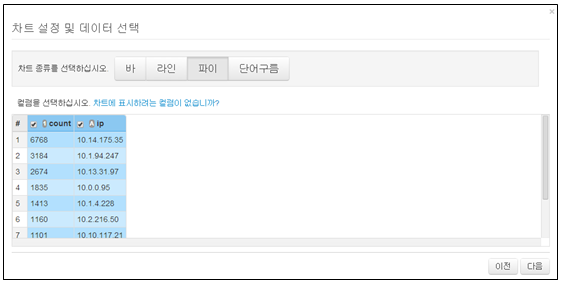 ×
차트 설정 및 데이터 선택
차트 종류를 선택하십시오. 바 라인 파이 단어구름
컬럼을 선택하십시오. 차트에 표시하려는 컬럼이 없습니까?
# count ip
1 6768 10.14.175.35
2 3184 10.1.94.247
3 2674 10.13.31.97
4 1835 10.0.0.95
5 1413 10.1.4.228
6 1160 10.2.216.50
7 1101 10.10.117.21
이전 다음